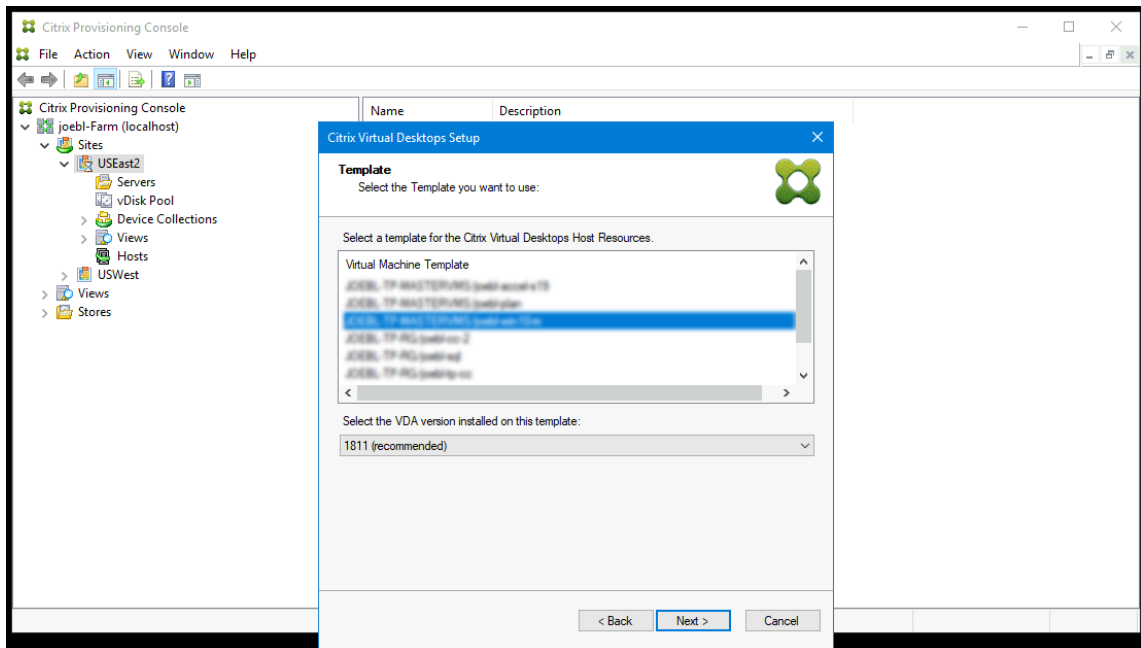 Citrix Provisioning Console
File Action View Window Help
Citrix Provisioning Console
joebl-Farm (localhost)
Sites
USEast2
Servers
vDisk Pool
Device Collections
Views
Hosts
USWest
Views
Stores
Name Description
Citrix Virtual Desktops Setup
Template
Select the Template you want to use:
Select a template for the Citrix Virtual Desktops Host Resources.
Virtual Machine Template
Select the VDA version installed on this template:
1811 (recommended)
< Back Next > Cancel